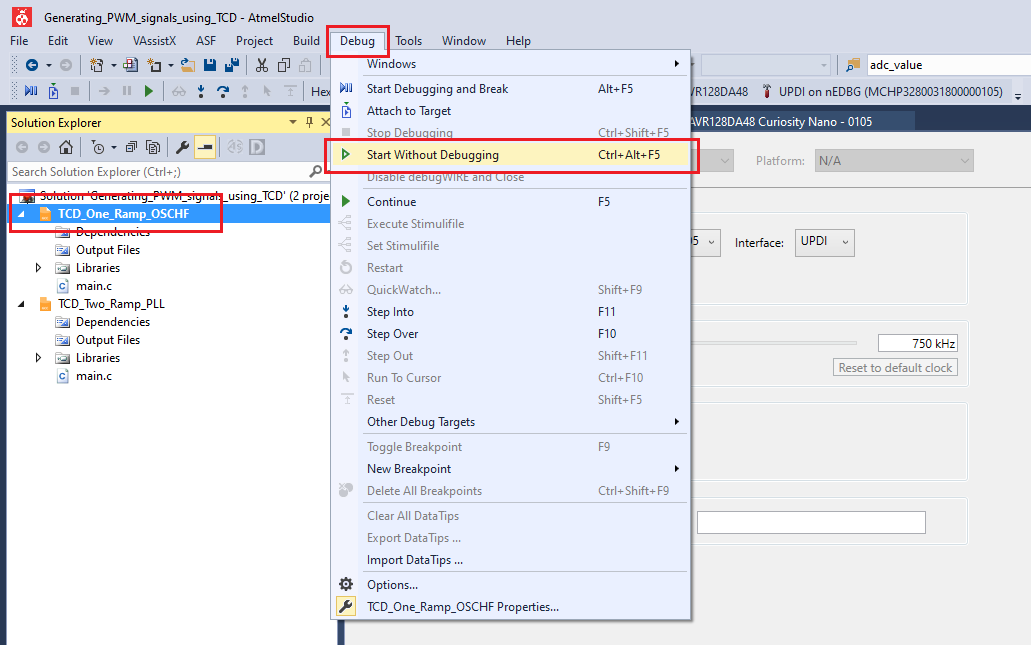 Generating_PWM_signals_using_TCD - AtmelStudio
File Edit View VAssistX ASF Project Build Debug Tools Window Help
adc_value
Hex
VR128DA48 UPDI on nEDBG (MCHP3280031800000105)
Solution Explorer
Search Solution Explorer (Ctrl+;)
Solution 'Generating_PWM_signals_using_TCD' (2 proje
TCD_One_Ramp_OSCHF
Dependencies
Output Files
Libraries
main.c
TCD_Two_Ramp_PLL
Dependencies
Output Files
Libraries
main.c
Windows
Start Debugging and Break Alt+F5
Attach to Target
Stop Debugging Ctrl+Shift+F5
Start Without Debugging Ctrl+Alt+F5
Disable debugWIRE and Close
Continue F5
Execute Stimulifile
Set Stimulifile
Restart
QuickWatch... Shift+F9
Step Into F11
Step Over F10
Step Out Shift+F11
Run To Cursor Ctrl+F10
Reset Shift+F5
Other Debug Targets
Toggle Breakpoint F9
New Breakpoint
Delete All Breakpoints Ctrl+Shift+F9
Clear All DataTips
Export DataTips ...
Import DataTips ...
Options...
TCD_One_Ramp_OSCHF Properties...
AVR128DA48 Curiosity Nano - 0105
Platform: N/A
05 Interface: UPDI
750 kHz
Reset to default clock